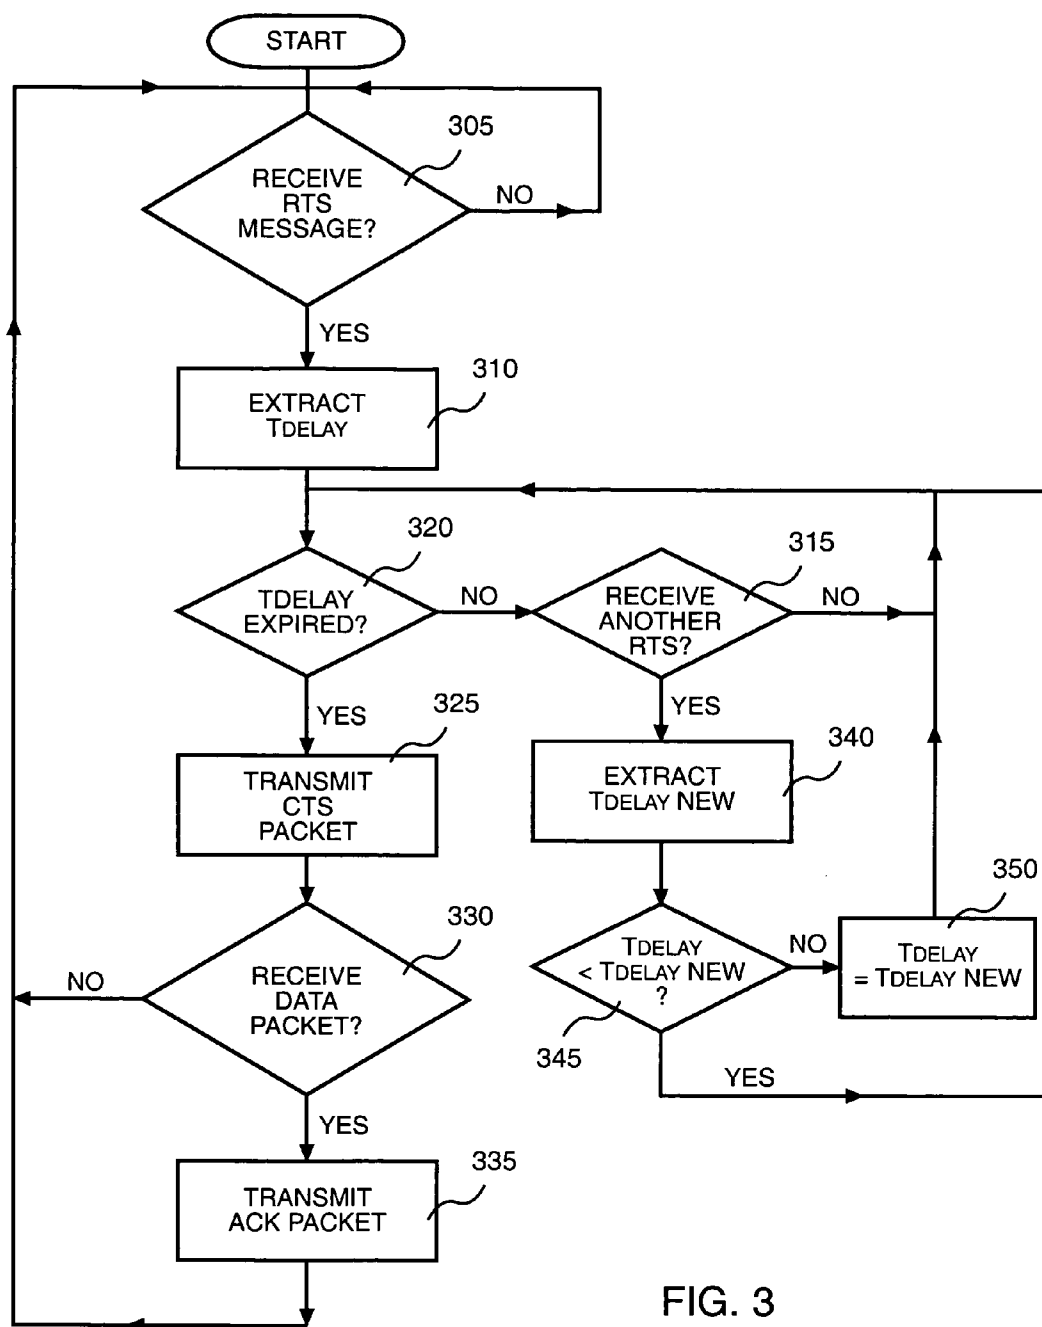 START
305
RECEIVE
RTS
MESSAGE?
NO
YES
310
EXTRACT
TDELAY
320
TDELAY
EXPIRED?
NO
315
RECEIVE
ANOTHER
RTS?
NO
YES
325
TRANSMIT
CTS
PACKET
YES
340
EXTRACT
TDELAY NEW
330
RECEIVE
DATA
PACKET?
NO
TDELAY
< TDELAY NEW
?
345
NO
350
TDELAY
= TDELAY NEW
YES
YES
335
TRANSMIT
ACK PACKET
FIG. 3